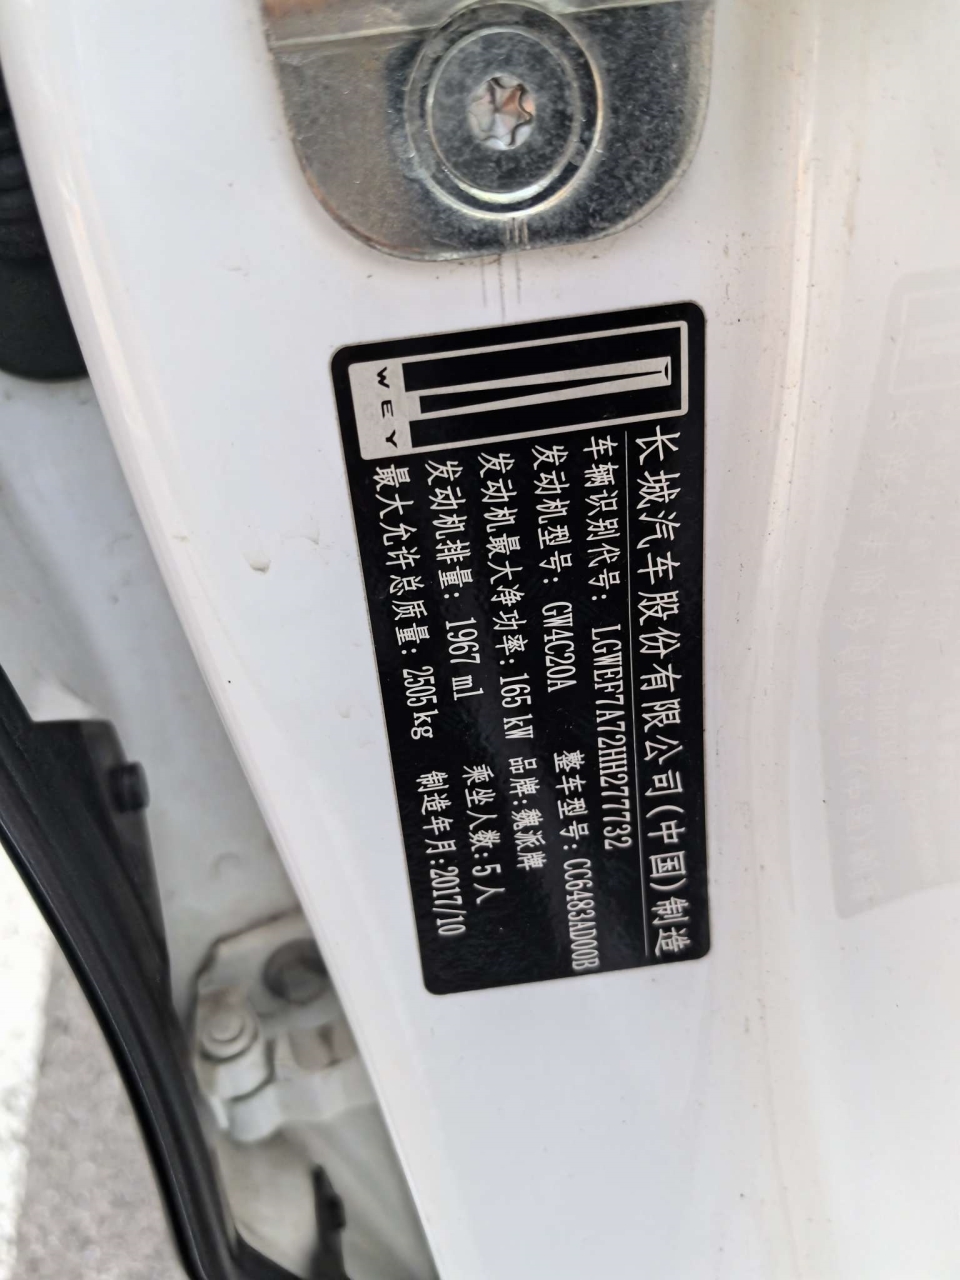 WEY
长城汽车股份有限公司(中国)制造
车辆识别代号: LGWEF7A72HH277732
发动机型号: GW4C20A 整车型号: CC6483AD00B
发动机最大净功率: 165 kW 品牌: 魏派牌
发动机排量: 1967 ml 乘坐人数: 5 人
最大允许总质量: 2505 kg 制造年月: 2017/10